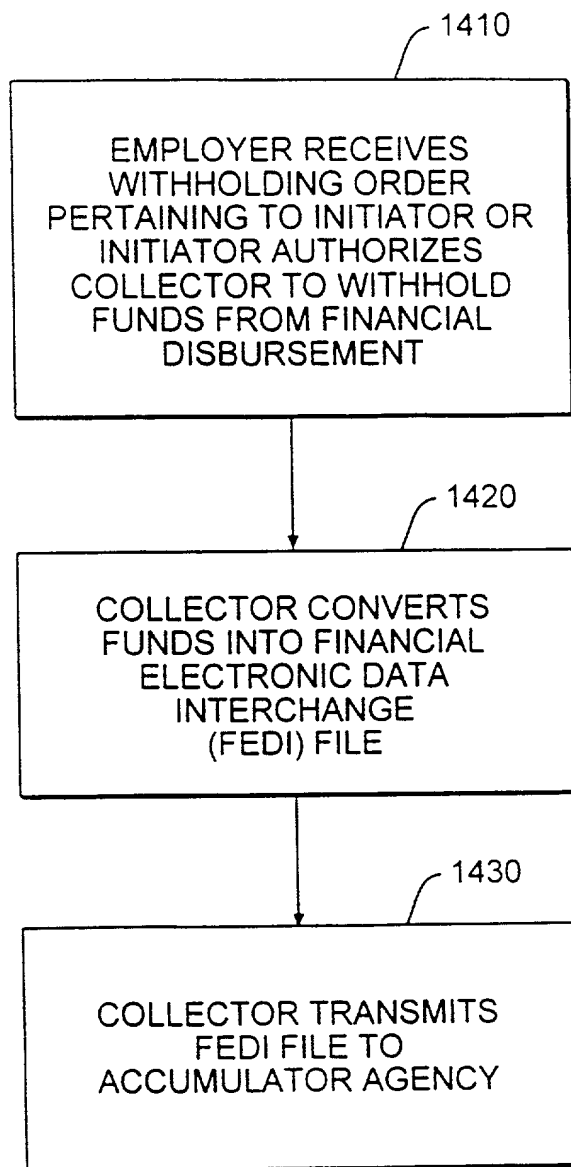 1410
EMPLOYER RECEIVES
WITHHOLDING ORDER
PERTAINING TO INITIATOR OR
INITIATOR AUTHORIZES
COLLECTOR TO WITHHOLD
FUNDS FROM FINANCIAL
DISBURSEMENT
1420
COLLECTOR CONVERTS
FUNDS INTO FINANCIAL
ELECTRONIC DATA
INTERCHANGE
(FEDI) FILE
1430
COLLECTOR TRANSMITS
FEDI FILE TO
ACCUMULATOR AGENCY